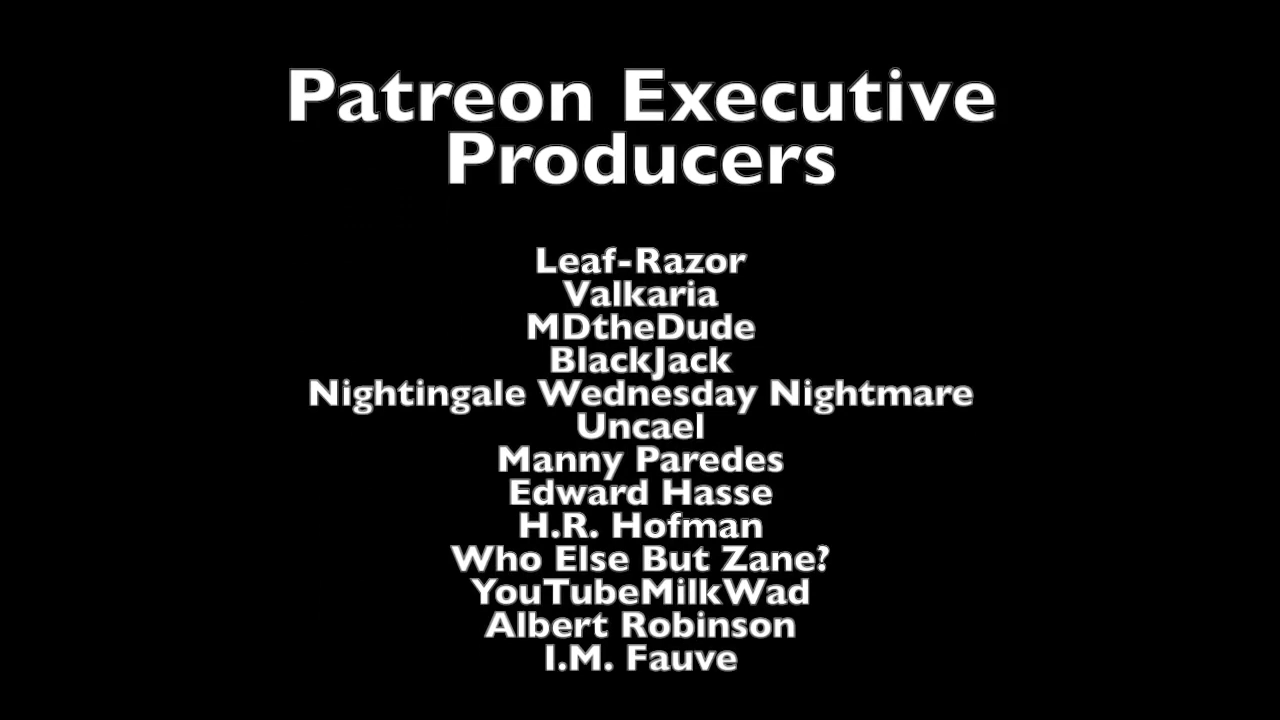 Patreon Executive
Producers
Leaf-Razor
Valkaria
MDtheDude
BlackJack
Nightingale Wednesday Nightmare
Uncael
Manny Paredes
Edward Hasse
H.R. Hofman
Who Else But Zane?
YouTubeMilkWad
Albert Robinson
I.M. Fauve